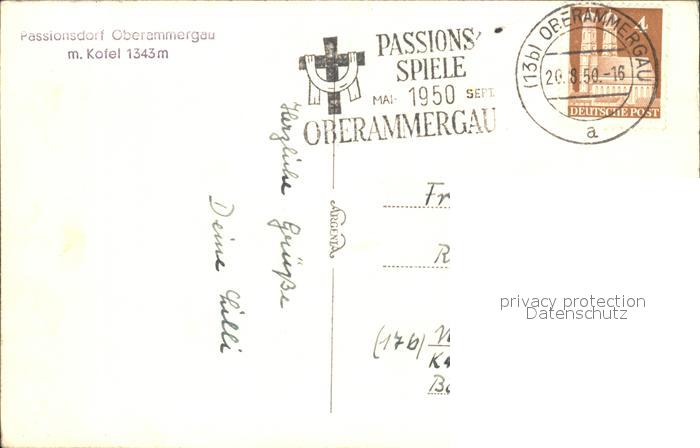 Passionsdorf Oberammergau
m. Kofel 1343m
PASSIONS
SPIELE
MAI- 1950 SEPT.
OBERAMMERGAU
(13b) OBERAMMERGAU
20.8.50.-16
a
4
DEUTSCHE POST
Herzliche Grüße
Deine Lilli
ARGENTA
Fr
R
(17b)
privacy protection
Datenschutz